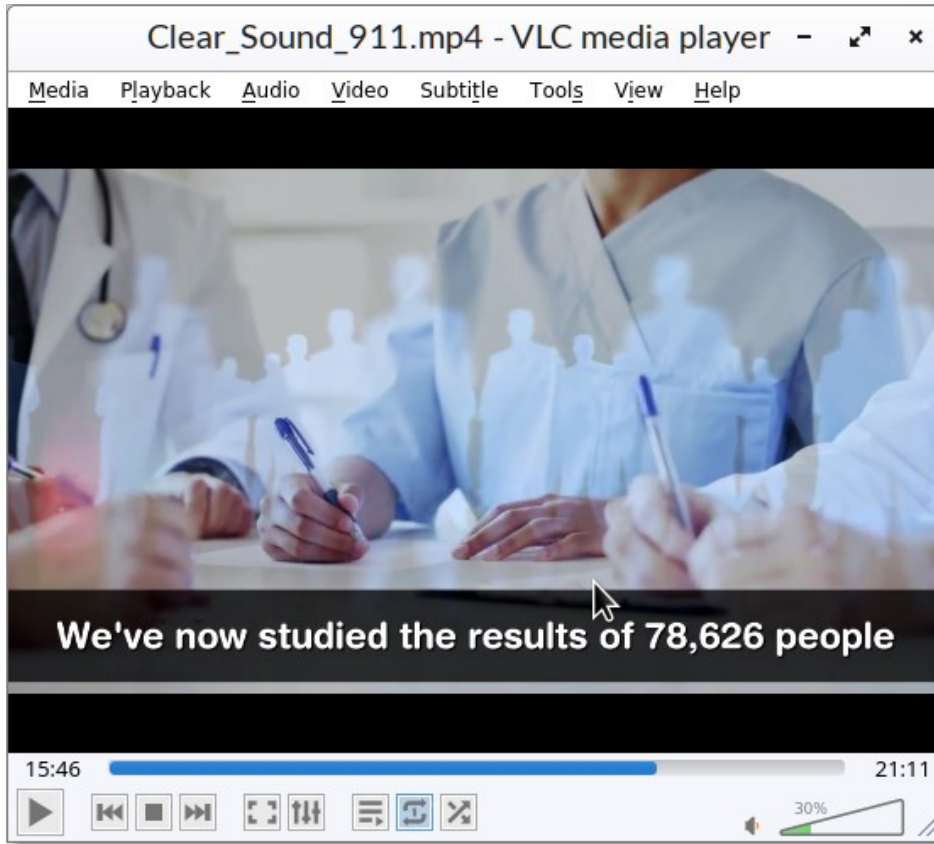 Clear_Sound_911.mp4 - VLC media player
Media Playback Audio Video Subtitle Tools View Help
We've now studied the results of 78,626 people
15:46 21:11
30%